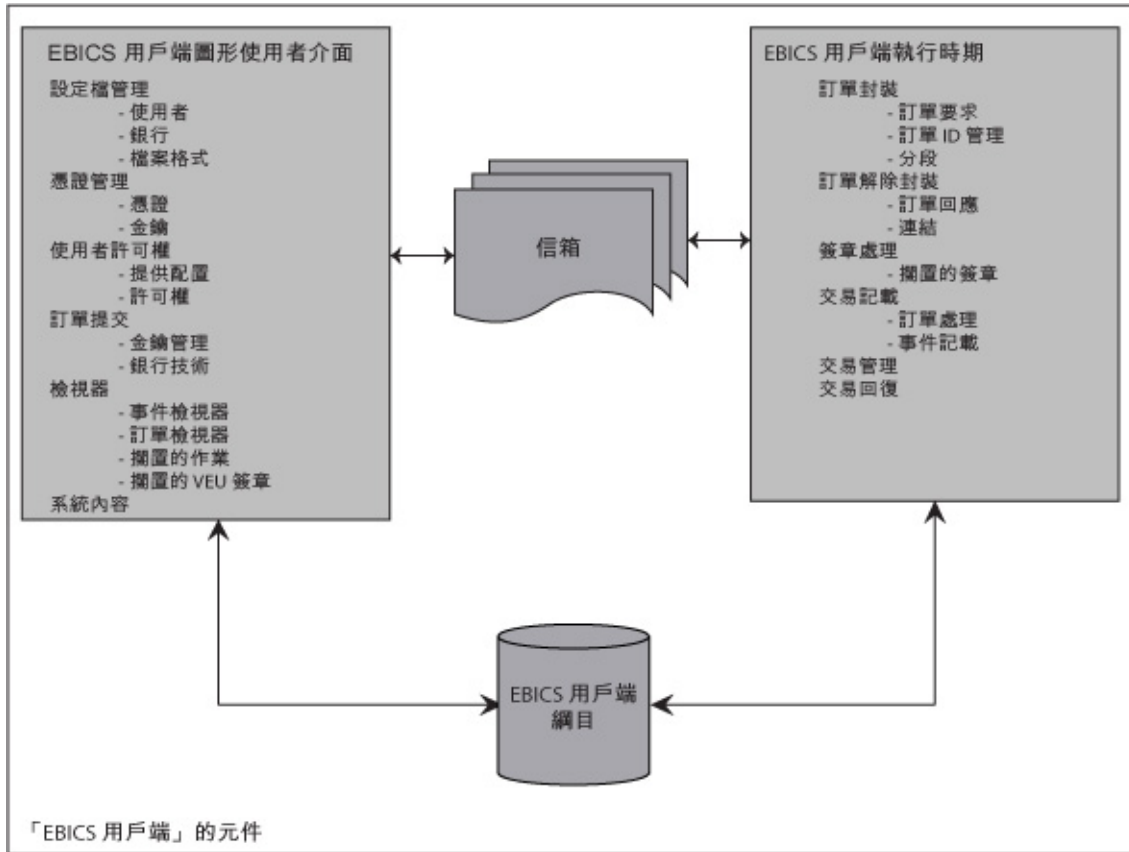 EBICS 用戶端圖形使用者介面
設定檔管理
- 使用者
- 銀行
- 檔案格式
憑證管理
- 憑證
- 金鑰
使用者許可權
- 提供配置
- 許可權
訂單提交
- 金鑰管理
- 銀行技術
檢視器
- 事件檢視器
- 訂單檢視器
- 擱置的作業
- 擱置的 VEU 簽章
系統內容
信箱
EBICS 用戶端執行時期
訂單封裝
- 訂單要求
- 訂單 ID 管理
- 分段
訂單解除封裝
- 訂單回應
- 連結
簽章處理
- 擱置的簽章
交易記載
- 訂單處理
- 事件記載
交易管理
交易回復
EBICS 用戶端
綱目
「EBICS 用戶端」的元件